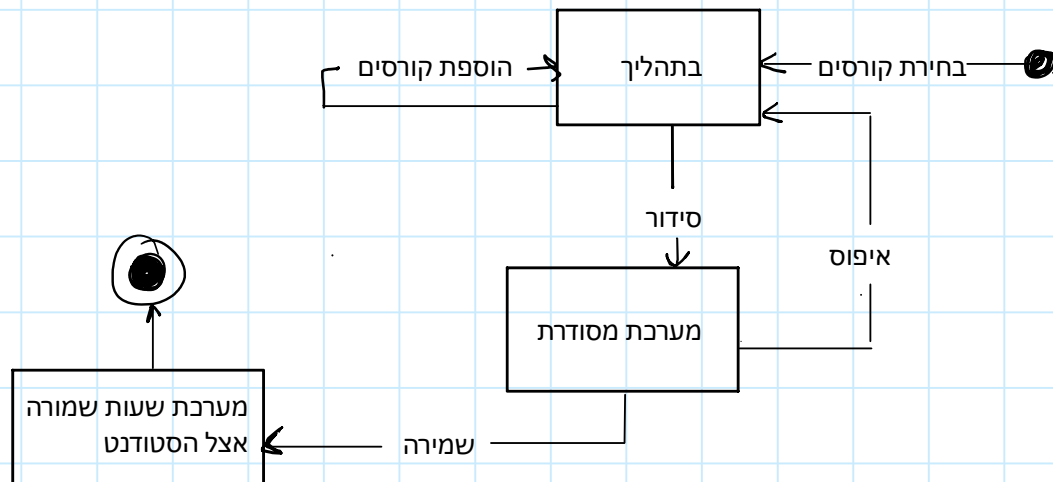 בחירת קורסים
בתהליך
הוספת קורסים
סידור
איפוס
מערכת מסודרת
שמירה
מערכת שעות שמורה
אצל הסטודנט